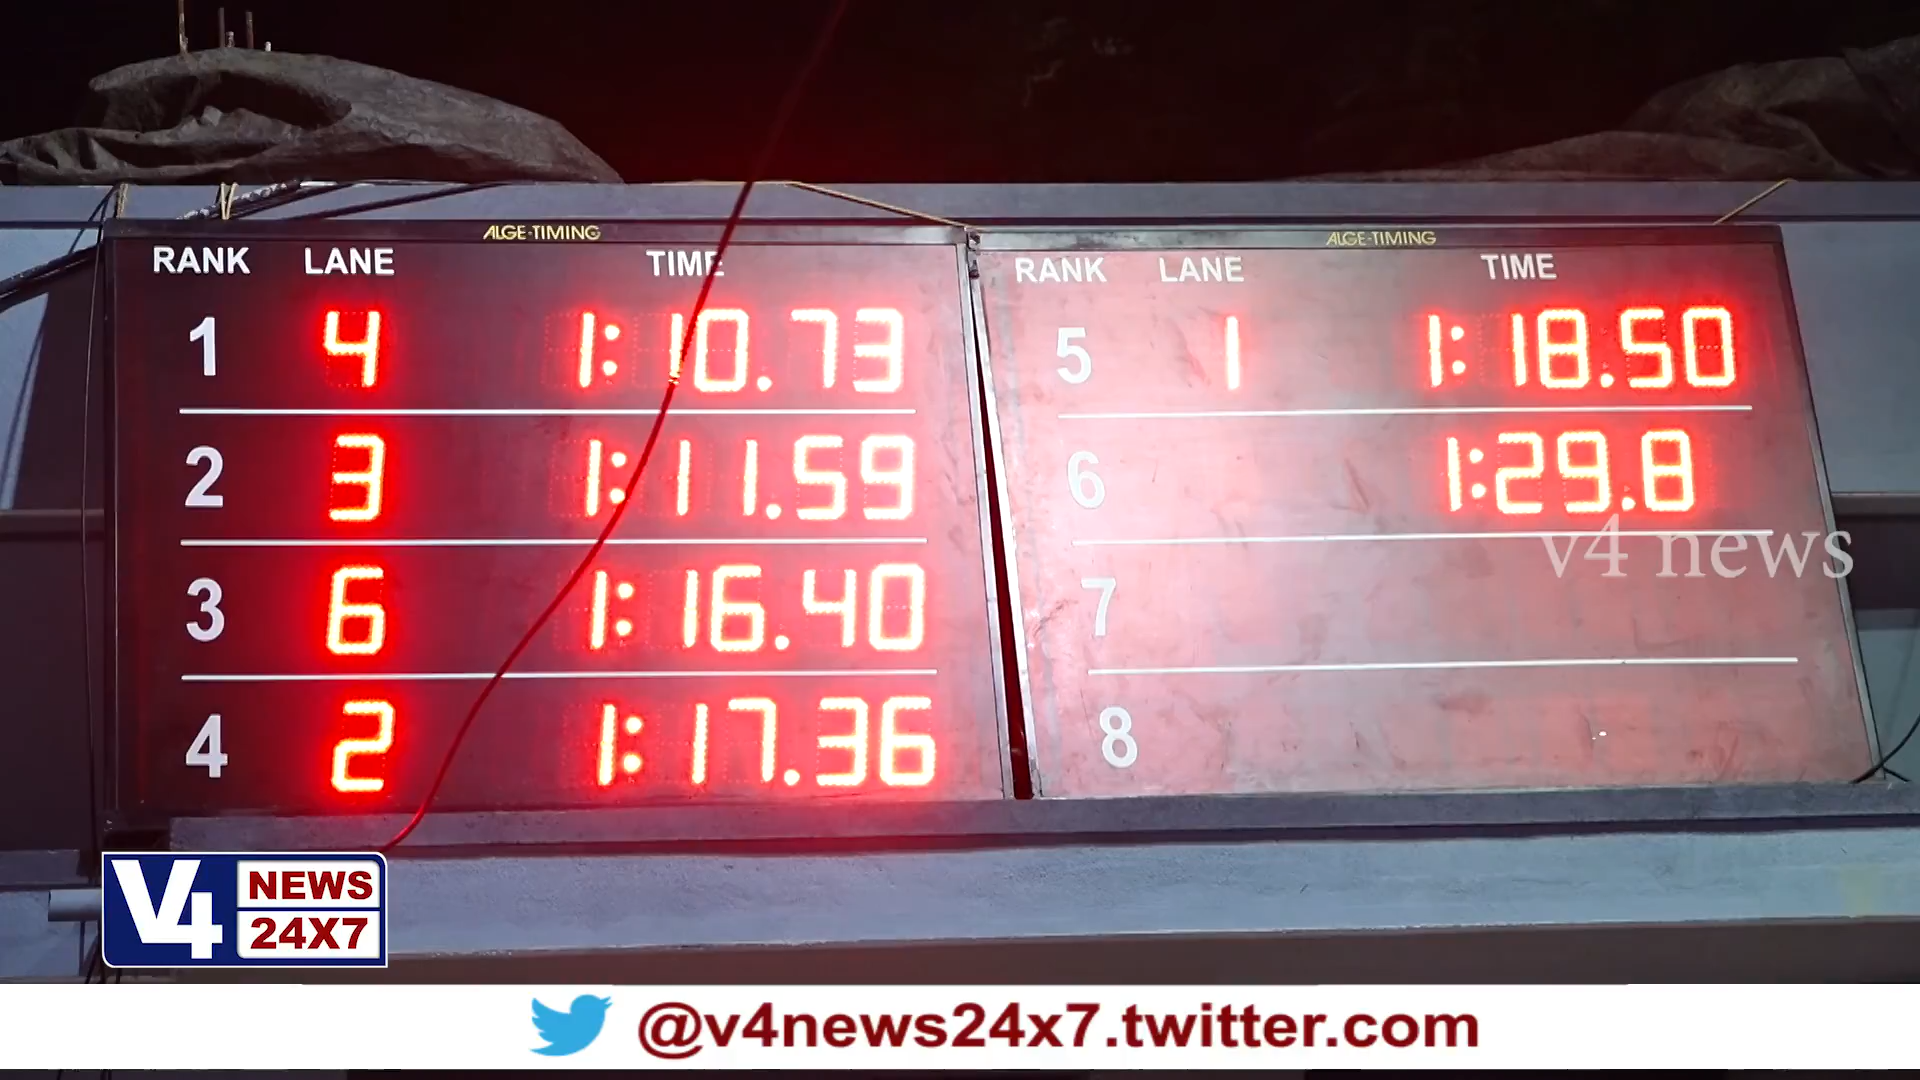 ALGE-TIMING
RANK LANE TIME
1 4 1:10.73
2 3 1:11.59
3 6 1:16.40
4 2 1:17.36
ALGE-TIMING
RANK LANE TIME
5 1 1:18.50
6 1:29.8
7
8
v4 news
V4 NEWS
24X7
@v4news24x7.twitter.com